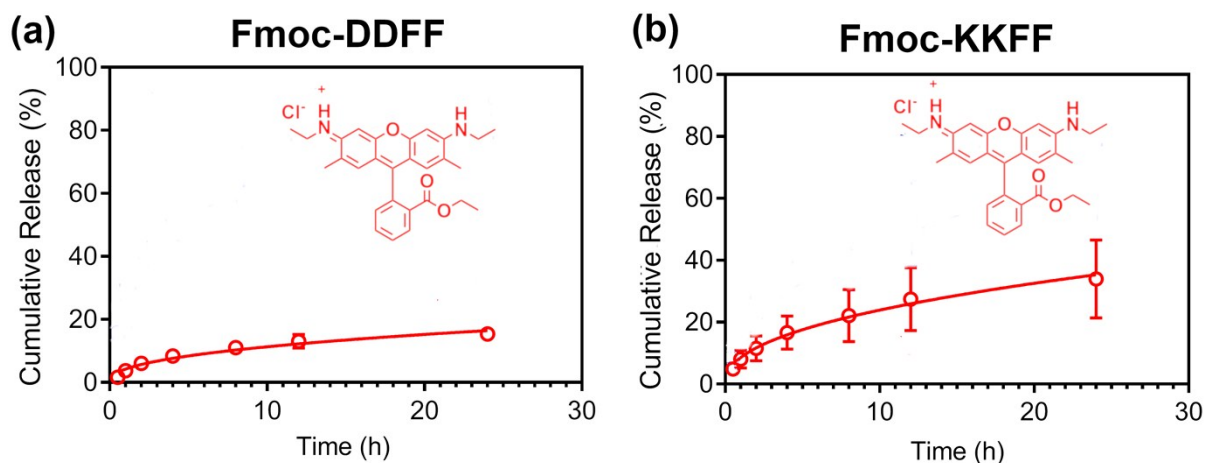 (a)
Fmoc-DDFF
Cumulative Release (%)
100
80
60
40
20
0
0
10
20
30
Time (h)
Cl-
+
H
N
O
H
N
O
O
(b)
Fmoc-KKFF
Cumulative Release (%)
100
80
60
40
20
0
0
10
20
30
Time (h)
Cl-
+
H
N
O
H
N
O
O